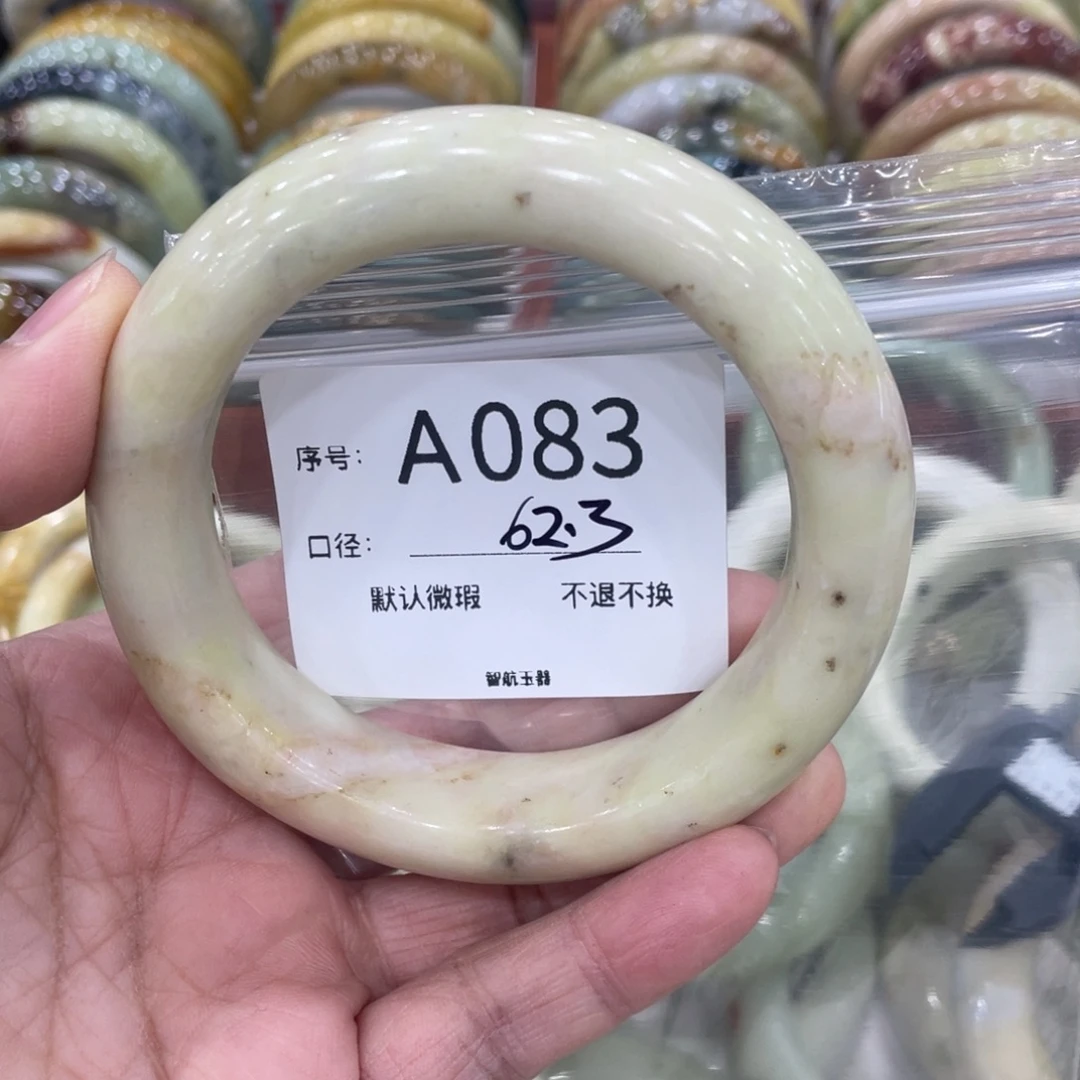 序号: A083
口径: 62.3
默认微瑕 不退不换
智航玉器